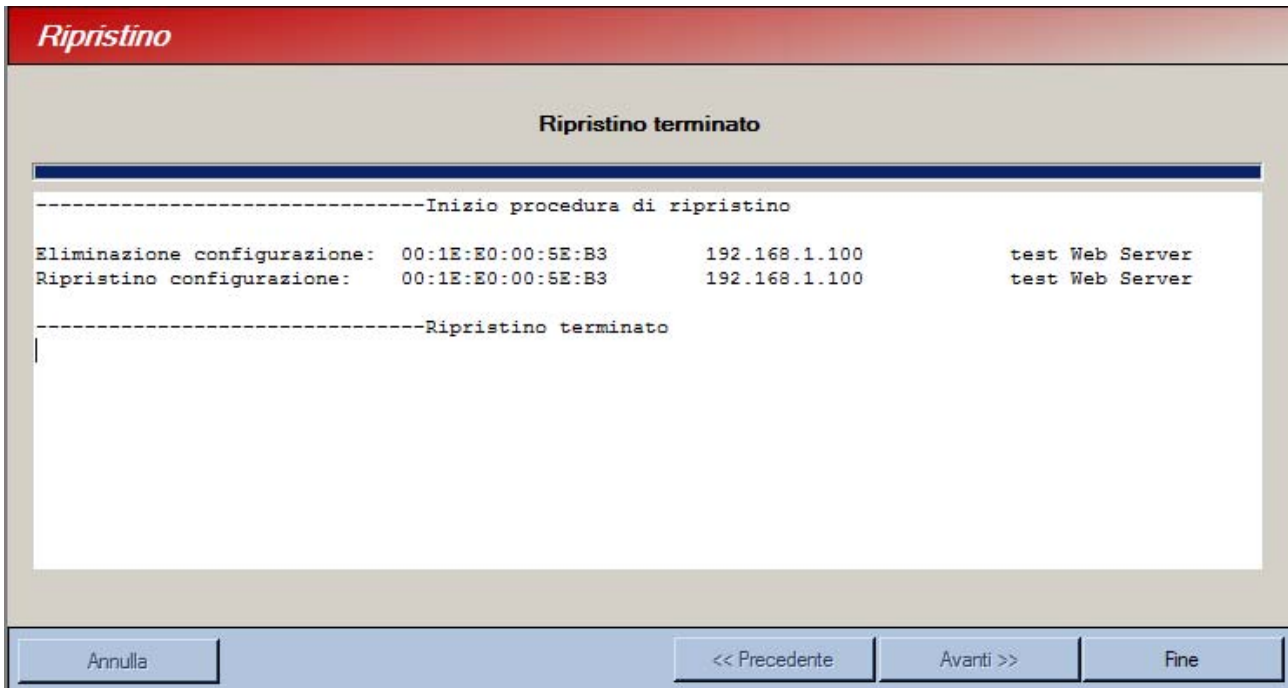 Ripristino
Ripristino terminato
--------------------------------Inizio procedura di ripristino
Eliminazione configurazione: 00:1E:E0:00:5E:B3 192.168.1.100 test Web Server
Ripristino configurazione: 00:1E:E0:00:5E:B3 192.168.1.100 test Web Server
--------------------------------Ripristino terminato
Annulla << Precedente Avanti >> Fine